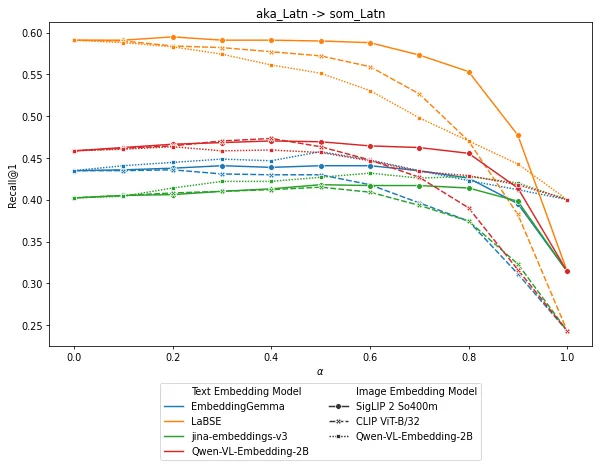 aka_Latn -> som_Latn
0.60
0.55
0.50
0.45
0.40
0.35
0.30
0.25
Recall@1
0.0 0.2 0.4 0.6 0.8 1.0
α
Text Embedding Model
EmbeddingGemma
LaBSE
jina-embeddings-v3
Qwen-VL-Embedding-2B
Image Embedding Model
SigLIP 2 So400m
CLIP ViT-B/32
Qwen-VL-Embedding-2B